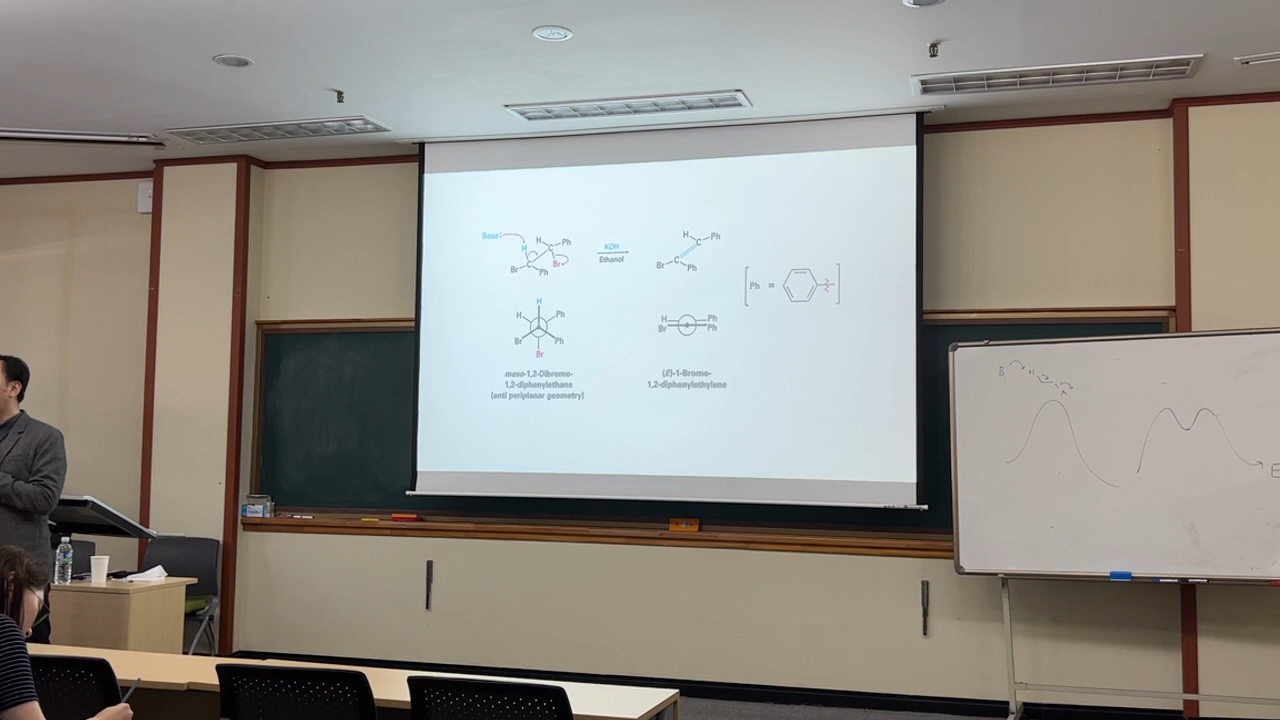 Base:
H
H
Ph
C
C
Br
Br
Ph
KOH
Ethanol
H
Ph
C
C
Br
Ph
[Ph = ]
H
H
Ph
Br
Ph
Br
H
Ph
Br
Ph
meso-1,2-Dibromo-
1,2-diphenylethane
(anti periplanar geometry)
(E)-1-Bromo-
1,2-diphenylethylene
B
H